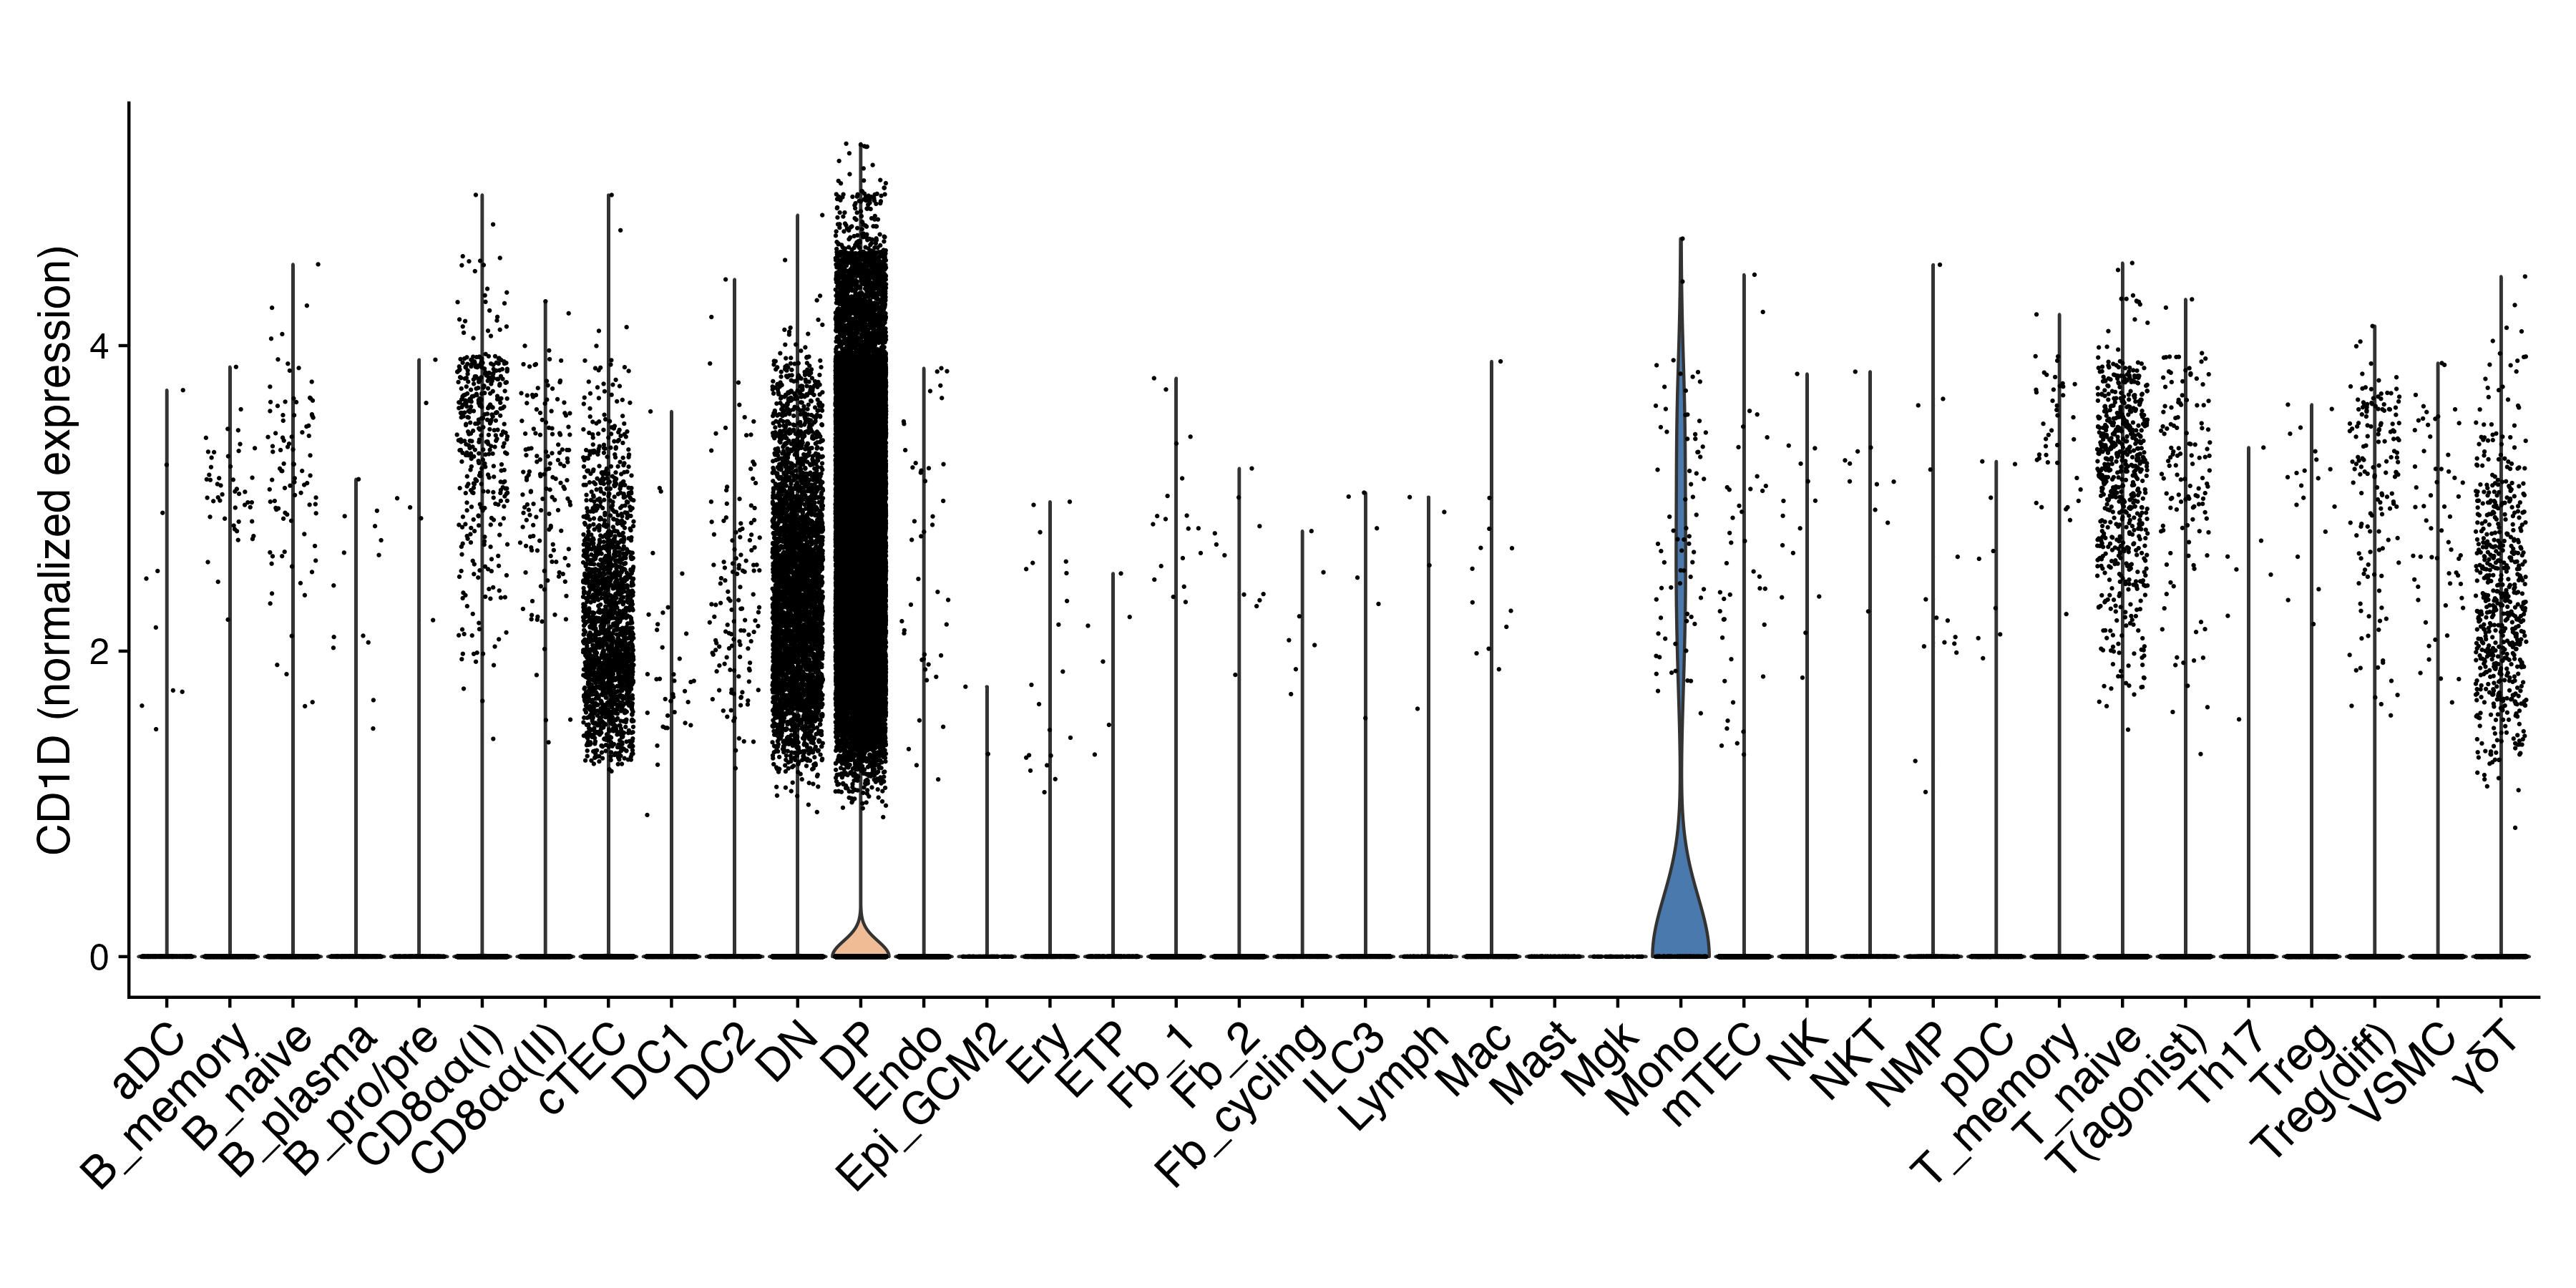 CD1D (normalized expression)
4
2
0
aDC
B_memory
B_naive
B_plasma
B_pro/pre
CD8αα(I)
CD8αα(II)
cTEC
DC1
DC2
DN
DP
Endo
Epi_GCM2
Ery
ETP
Fb_1
Fb_2
Fb_cycling
ILC3
Lymph
Mac
Mast
Mgk
Mono
mTEC
NK
NKT
NMP
pDC
T_memory
T_naive
T(agonist)
Th17
Treg
Treg(diff)
VSMC
γδT